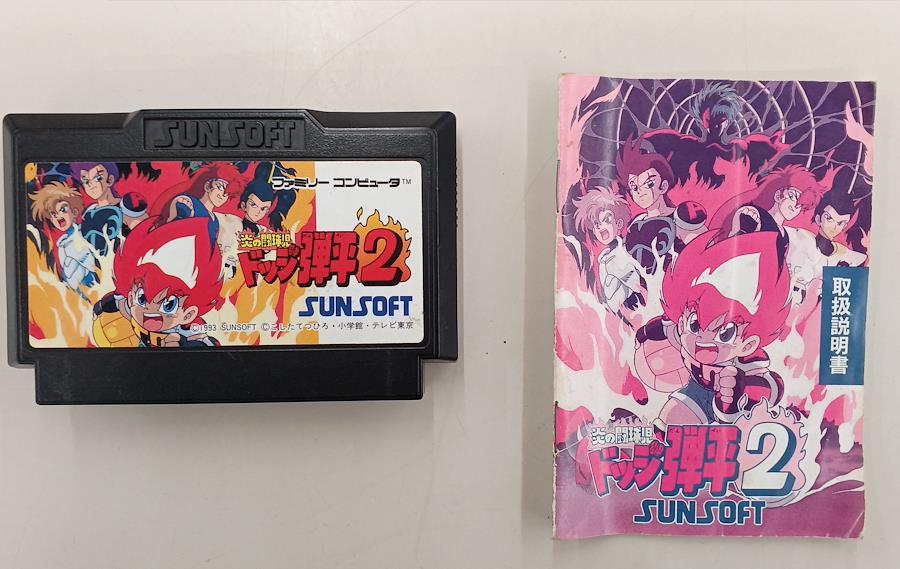 SUNSOFT
ファミリーコンピュータ™
炎の闘球児
ドッジ弾平2
SUNSOFT
©1993 SUNSOFT ©こしたてつひろ・小学館・テレビ東京
取扱説明書
炎の闘球児
ドッジ弾平2
SUNSOFT